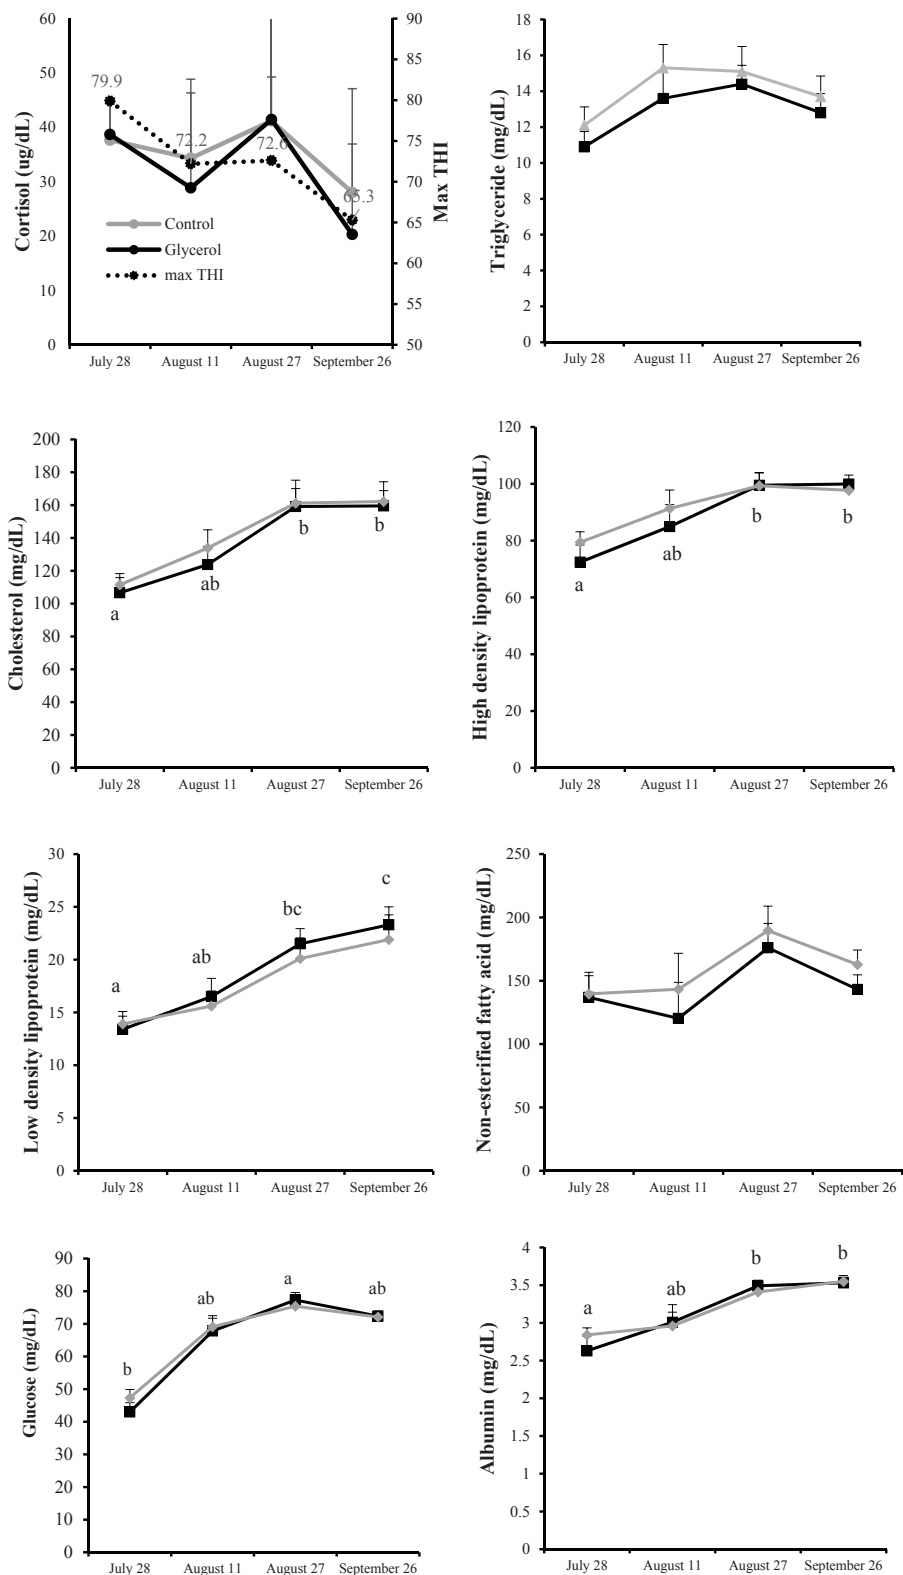 60
50
40
30
20
10
0
Cortisol (ug/dL)
90
85
80
75
70
65
60
55
50
Max THI
79.9
72.2
72.6
65.3
Control
Glycerol
max THI
July 28
August 11
August 27
September 26
18
16
14
12
10
8
6
4
2
0
Triglyceride (mg/dL)
July 28
August 11
August 27
September 26
200
180
160
140
120
100
80
60
40
20
0
Cholesterol (mg/dL)
a
ab
b
b
July 28
August 11
August 27
September 26
120
100
80
60
40
20
0
High density lipoprotein (mg/dL)
a
ab
b
b
July 28
August 11
August 27
September 26
30
25
20
15
10
5
0
Low density lipoprotein (mg/dL)
a
ab
bc
c
July 28
August 11
August 27
September 26
250
200
150
100
50
0
Non-esterified fatty acid (mg/dL)
July 28
August 11
August 27
September 26
90
80
70
60
50
40
30
20
10
0
Glucose (mg/dL)
b
ab
a
ab
July 28
August 11
August 27
September 26
4
3.5
3
2.5
2
1.5
1
0.5
0
Albumin (mg/dL)
a
ab
b
b
July 28
August 11
August 27
September 26